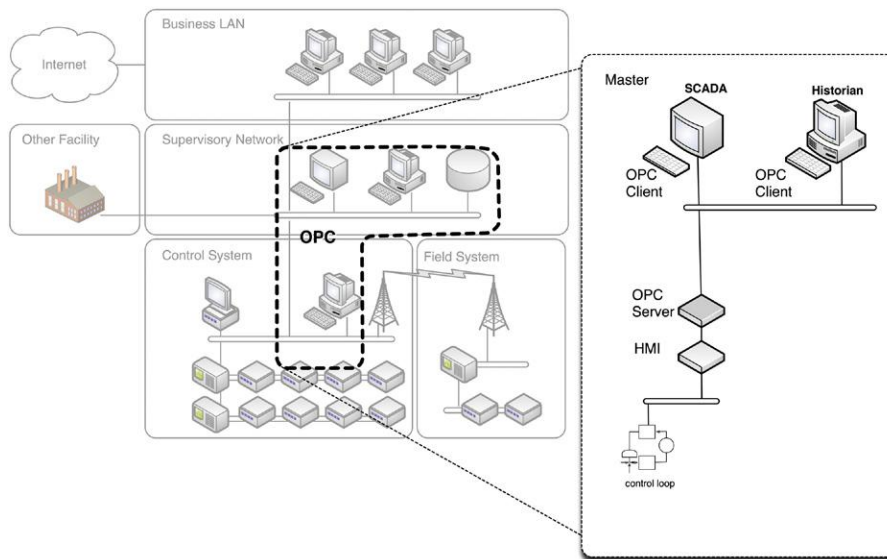 Business LAN
Internet
Other Facility
Supervisory Network
OPC
Control System
Field System
Master
SCADA
Historian
OPC
Client
OPC
Client
OPC
Server
HMI
control loop